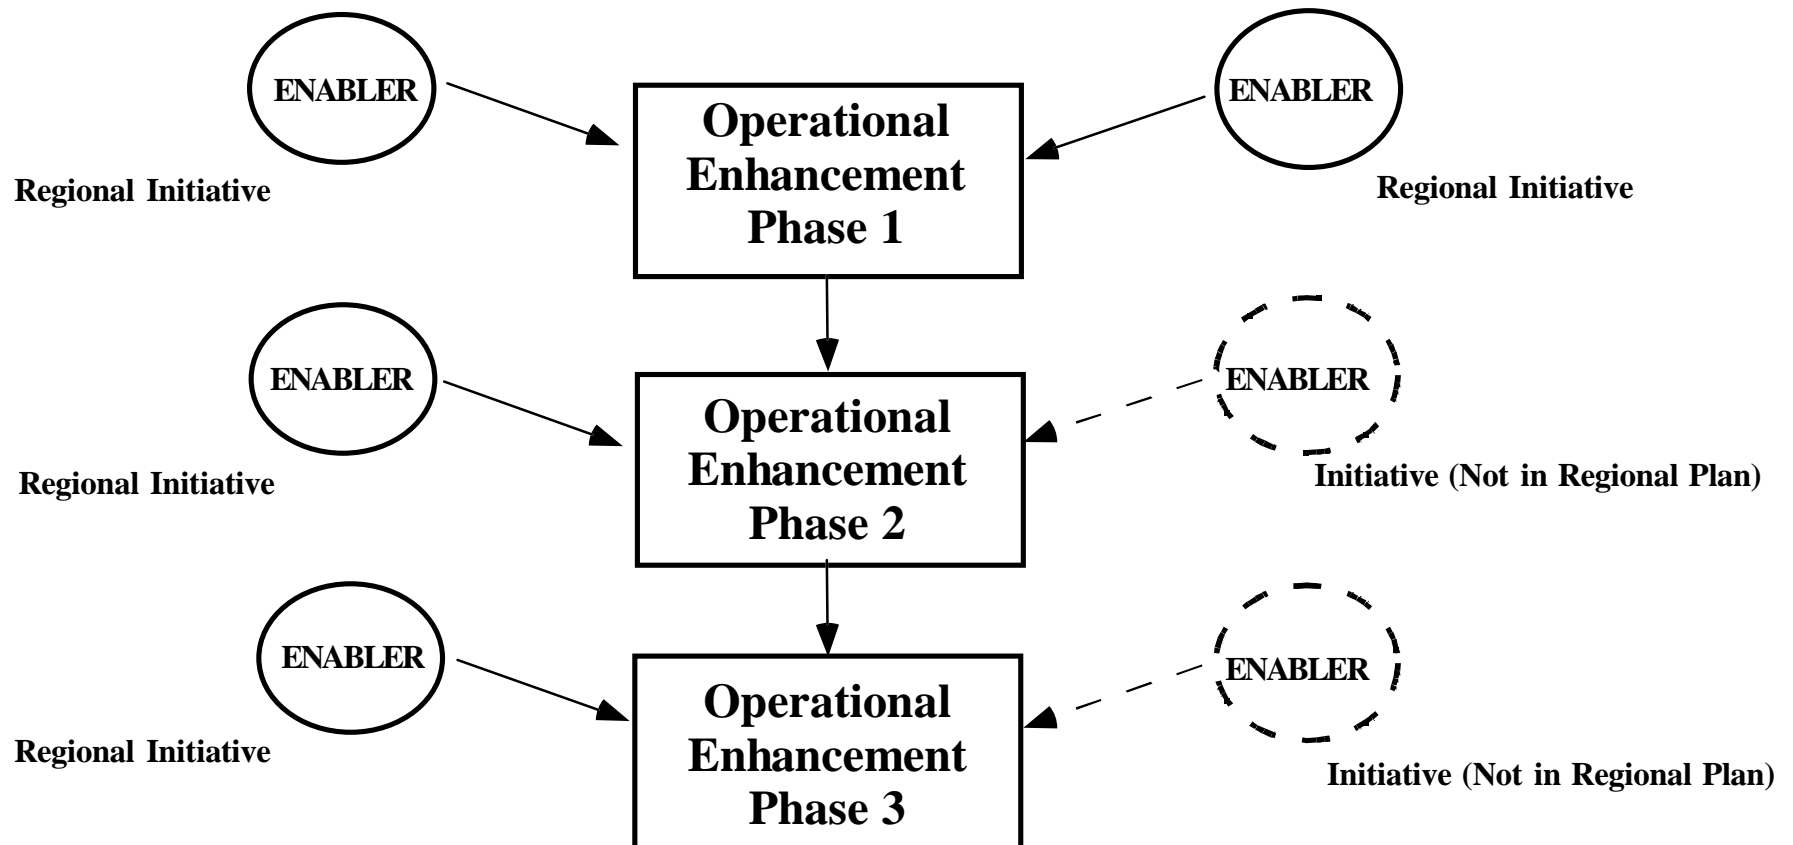 ENABLER
Regional Initiative
Operational
Enhancement
Phase 1
ENABLER
Regional Initiative
ENABLER
Regional Initiative
Operational
Enhancement
Phase 2
ENABLER
Initiative (Not in Regional Plan)
ENABLER
Regional Initiative
Operational
Enhancement
Phase 3
ENABLER
Initiative (Not in Regional Plan)